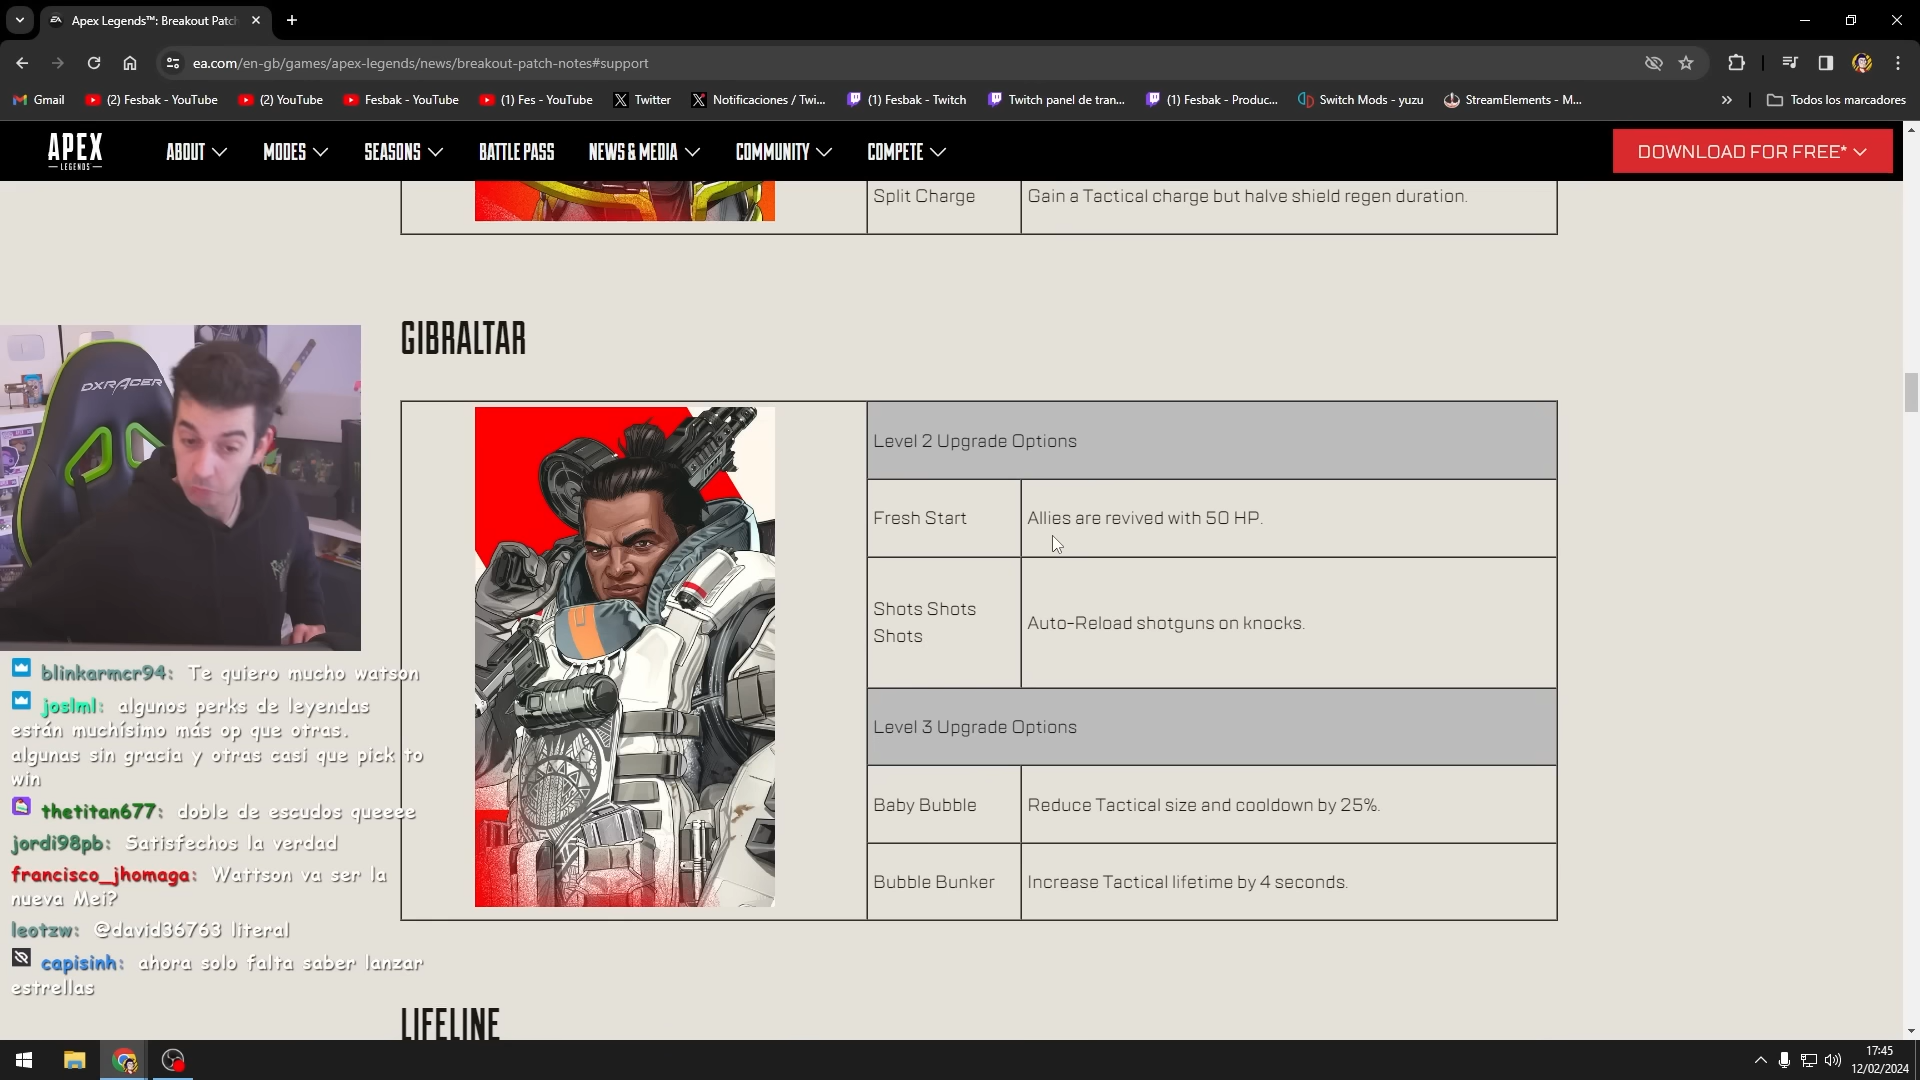 Apex Legends™: Breakout Patch
ea.com/en-gb/games/apex-legends/news/breakout-patch-notes#support
Gmail
(2) Fesbak - YouTube
(2) YouTube
Fesbak - YouTube
(1) Fes - YouTube
Twitter
Notificaciones / Twi...
(1) Fesbak - Twitch
Twitch panel de tran...
(1) Fesbak - Produc...
Switch Mods - yuzu
StreamElements - M...
»
Todos los marcadores
APEX
LEGENDS
ABOUT
MODES
SEASONS
BATTLE PASS
NEWS & MEDIA
COMMUNITY
COMPETE
DOWNLOAD FOR FREE*
Split Charge
Gain a Tactical charge but halve shield regen duration.
GIBRALTAR
Level 2 Upgrade Options
Fresh Start
Allies are revived with 50 HP.
Shots Shots
Shots
Auto-Reload shotguns on knocks.
Level 3 Upgrade Options
Baby Bubble
Reduce Tactical size and cooldown by 25%.
Bubble Bunker
Increase Tactical lifetime by 4 seconds.
LIFELINE
DXRACER
blinkarmcr94: Te quiero mucho watson
joslml: algunos perks de leyendas
están muchísimo más op que otras.
algunas sin gracia y otras casi que pick to
win
thetitan677: doble de escudos queeee
jordi98pb: Satisfechos la verdad
francisco_jhomaga: Wattson va ser la
nueva Mei?
leotzw: @david36763 literal
capisinh: ahora solo falta saber lanzar
estrellas
17:45
12/02/2024